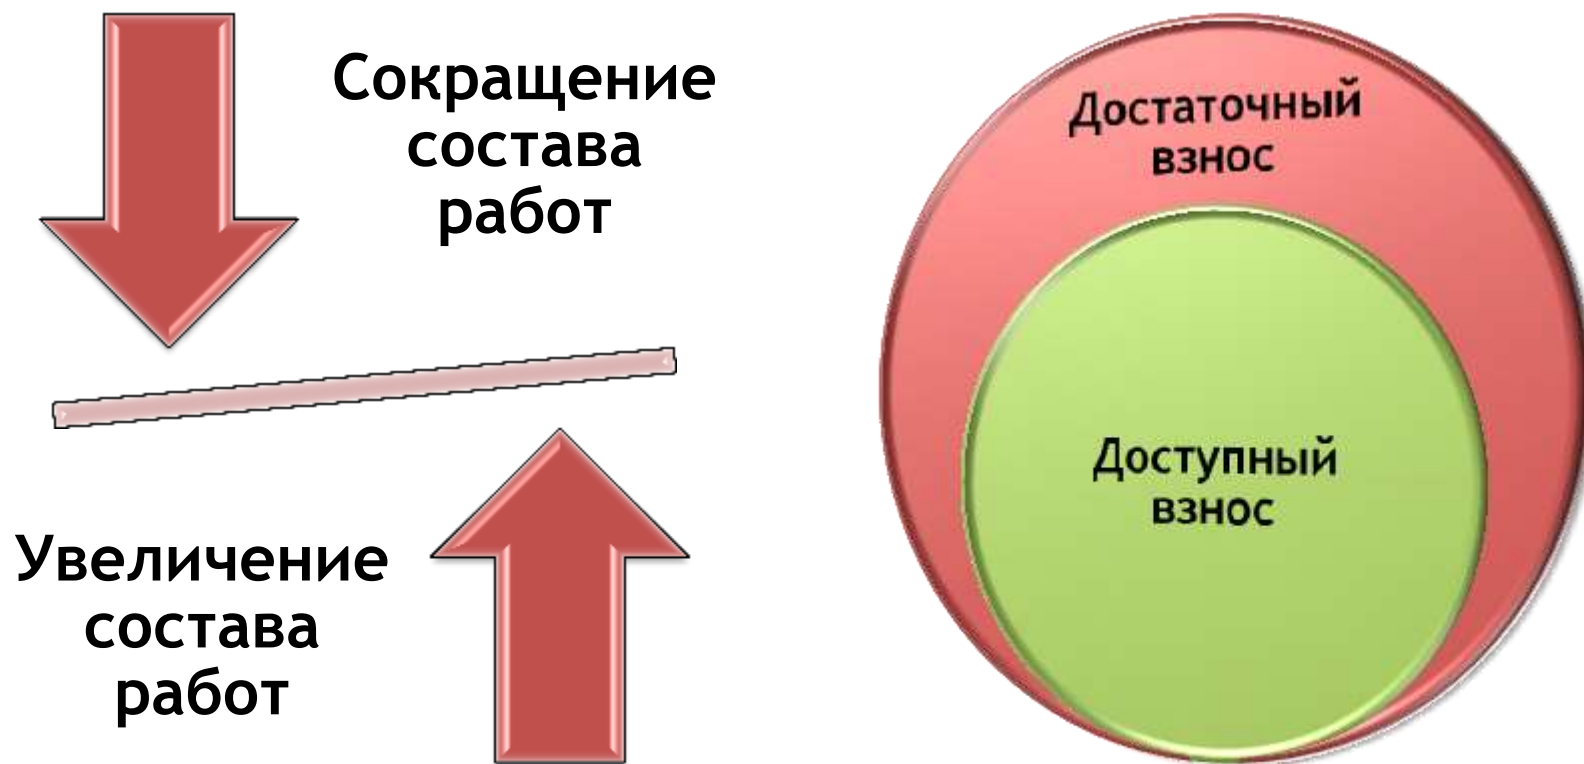 Сокращение
состава
работ
Увеличение
состава
работ
Достаточный
взнос
Доступный
взнос